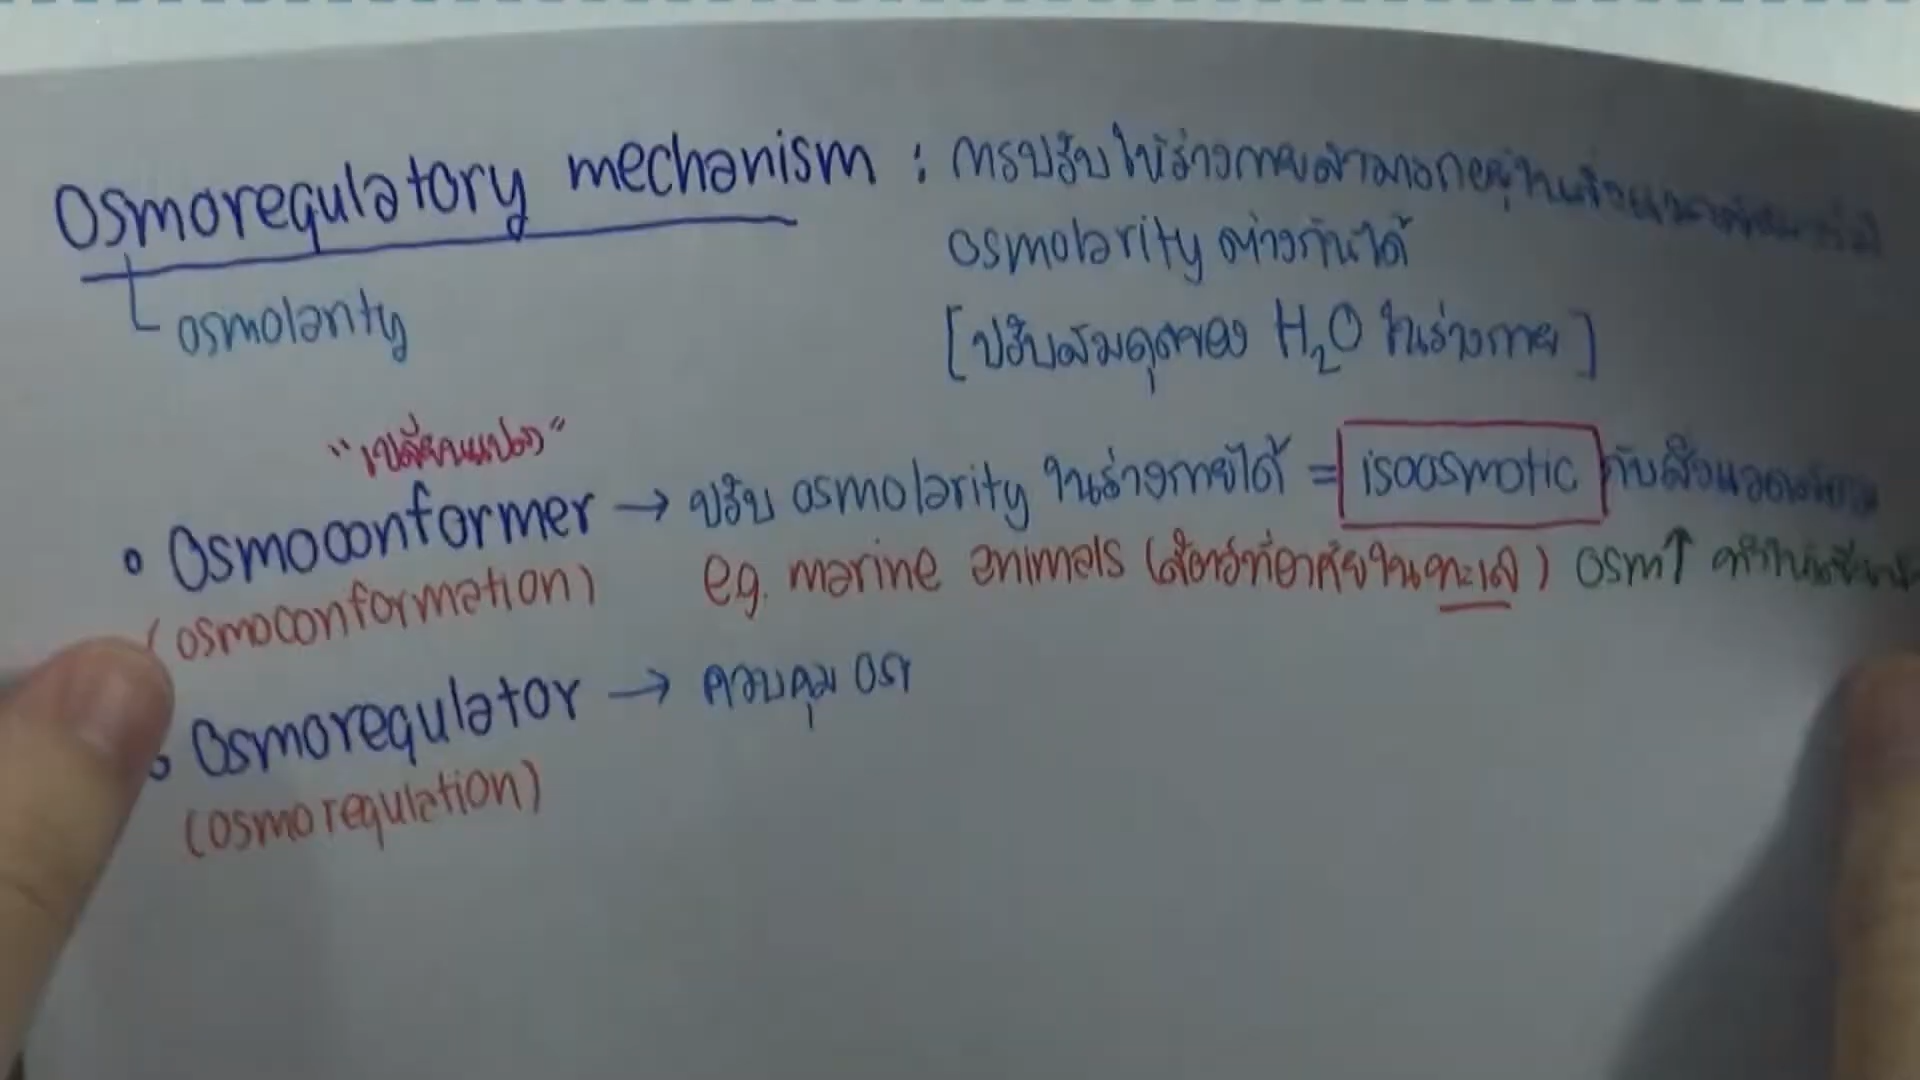 Osmoregulatory mechanism : การปรับให้ร่างกายสามารถอยู่ในสิ่งแวดล้อมที่มี
osmolarity ต่างกันได้
osmolarity
[ปรับสมดุลของ H₂O ในร่างกาย]
"เปลี่ยนแปลง"
• Osmoconformer → ปรับ osmolarity ในร่างกายได้ = isoosmotic กับสิ่งแวดล้อม
(osmoconformation) eg. marine animals (สัตว์ที่อาศัยในทะเล) osm↑ ทำให้
• Osmoregulator → ควบคุม
(osmoregulation)